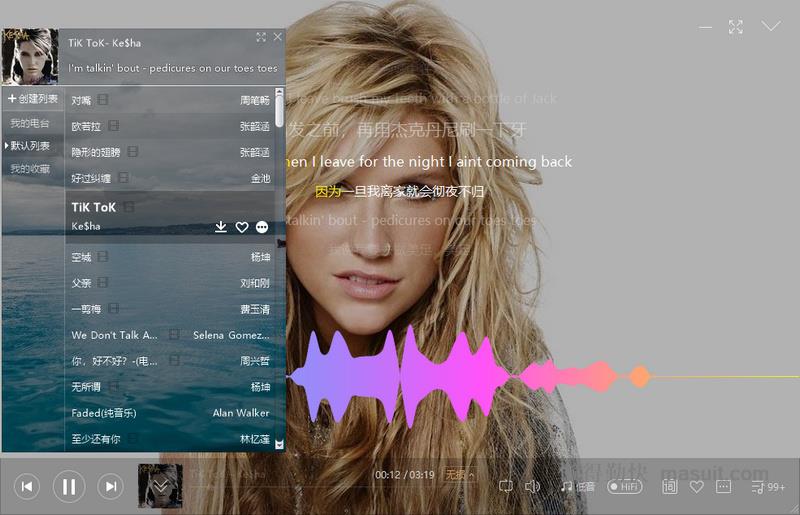 TiK ToK- Ke$ha
I'm talkin' bout - pedicures on our toes toes
创建列表
我的电台
默认列表
我的收藏
对嘴 周笔畅
欧若拉 张韶涵
隐形的翅膀 张韶涵
好过纠缠 金池
TiK ToK
Ke$ha
空城 杨坤
父亲 刘和刚
一剪梅 费玉清
We Don't Talk A... Selena Gomez...
你，好不好？-(电... 周兴哲
无所谓 杨坤
Faded(纯音乐) Alan Walker
至少还有你 林忆莲
leave brush my teeth with a bottle of Jack
发之前，再用杰克丹尼刷一下牙
hen I leave for the night I aint coming back
因为一旦我离家就会彻夜不归
talkin' bout - pedicures on our toes toes
TiK ToK - Ke$ha
00:12 / 03:19
无损
低音
HiFi
词
99+
masuit.com